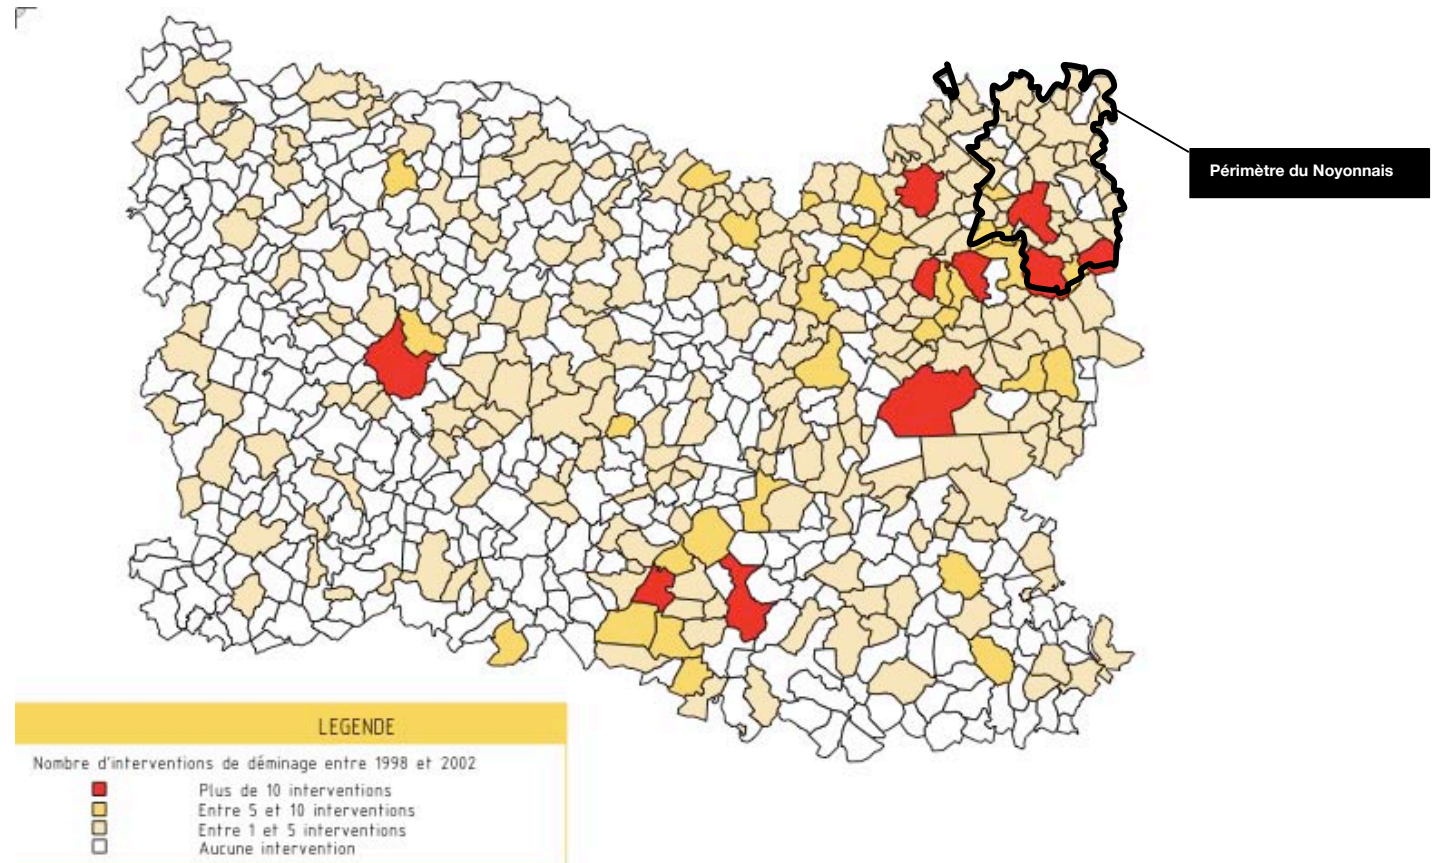 Périmètre du Noyonnais
LEGENDE
Nombre d'interventions de déminage entre 1998 et 2002
Plus de 10 interventions
Entre 5 et 10 interventions
Entre 1 et 5 interventions
Aucune intervention